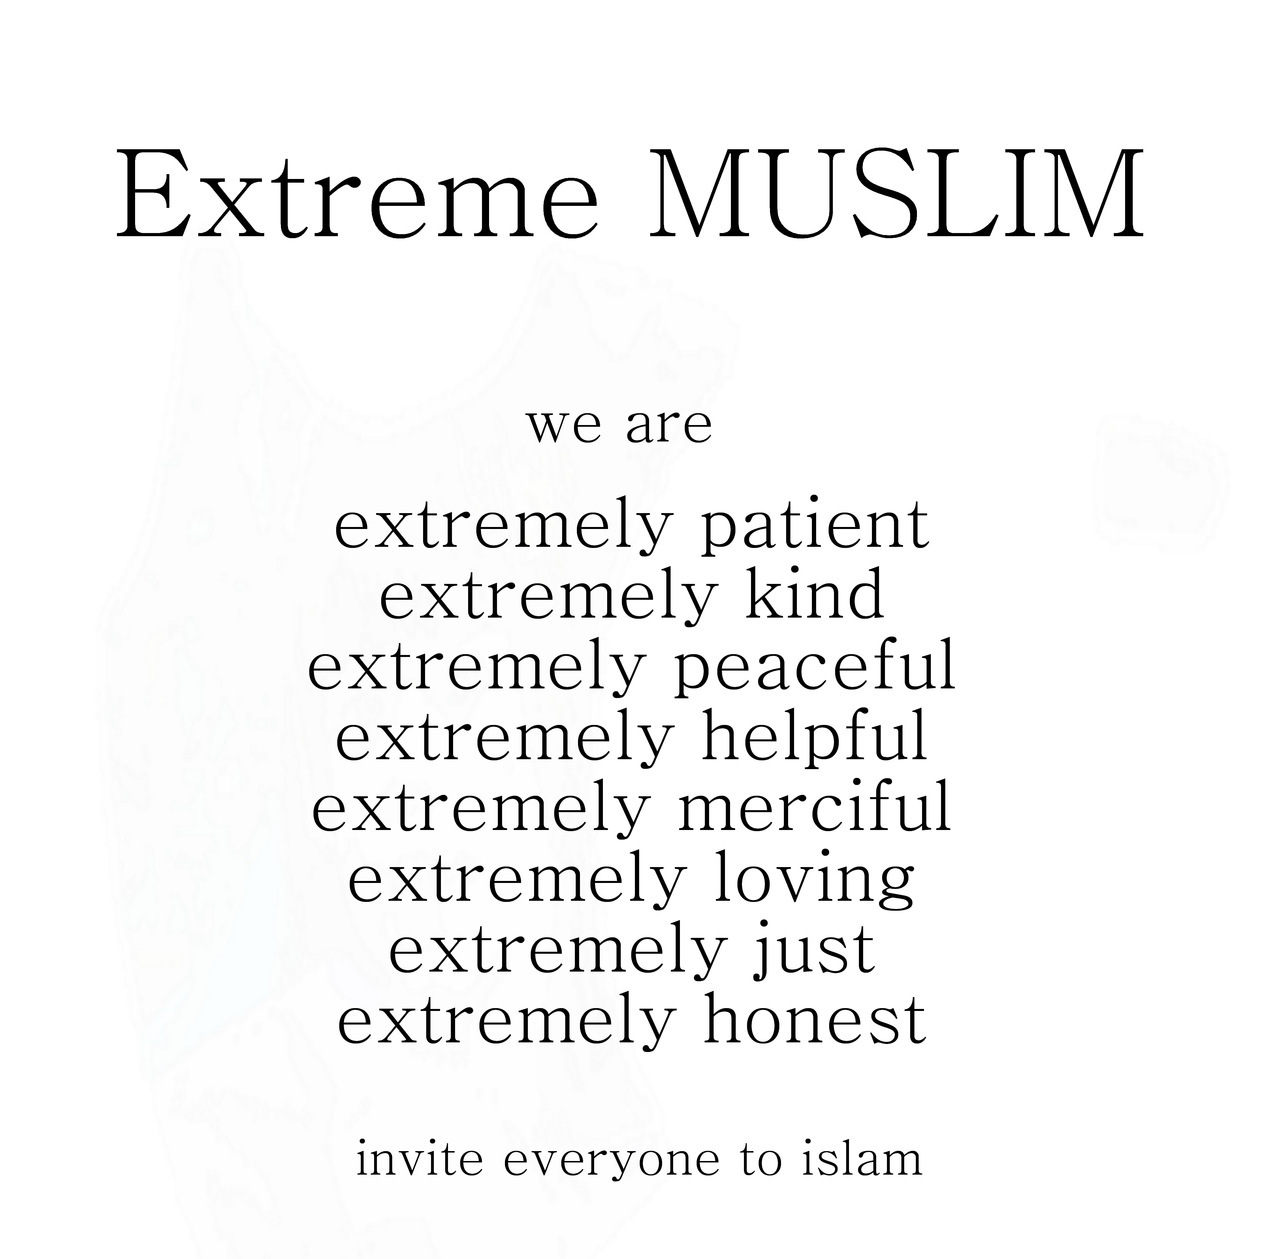 Extreme MUSLIM
we are
extremely patient
extremely kind
extremely peaceful
extremely helpful
extremely merciful
extremely loving
extremely just
extremely honest
invite everyone to islam